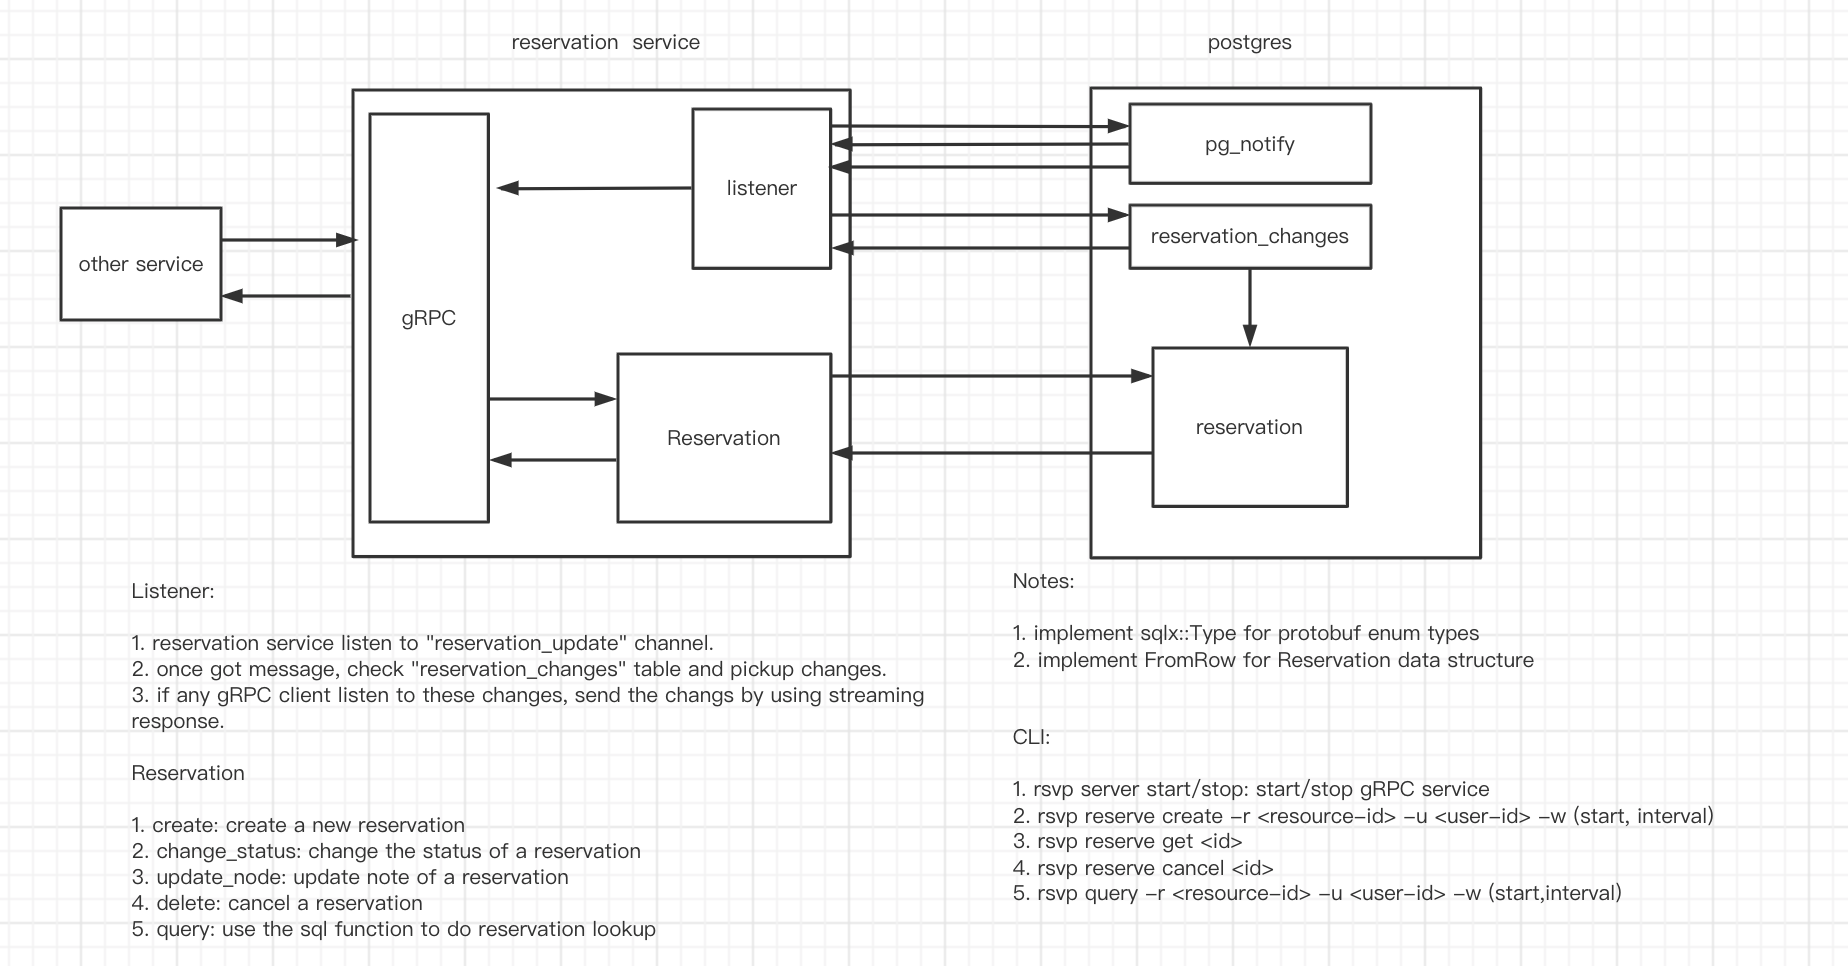 reservation service
postgres
pg_notify
listener
reservation_changes
other service
gRPC
Reservation
reservation
Listener:
1. reservation service listen to "reservation_update" channel.
2. once got message, check "reservation_changes" table and pickup changes.
3. if any gRPC client listen to these changes, send the changs by using streaming
response.
Reservation
1. create: create a new reservation
2. change_status: change the status of a reservation
3. update_node: update note of a reservation
4. delete: cancel a reservation
5. query: use the sql function to do reservation lookup
Notes:
1. implement sqlx::Type for protobuf enum types
2. implement FromRow for Reservation data structure
CLI:
1. rsvp server start/stop: start/stop gRPC service
2. rsvp reserve create -r <resource-id> -u <user-id> -w (start, interval)
3. rsvp reserve get <id>
4. rsvp reserve cancel <id>
5. rsvp query -r <resource-id> -u <user-id> -w (start,interval)